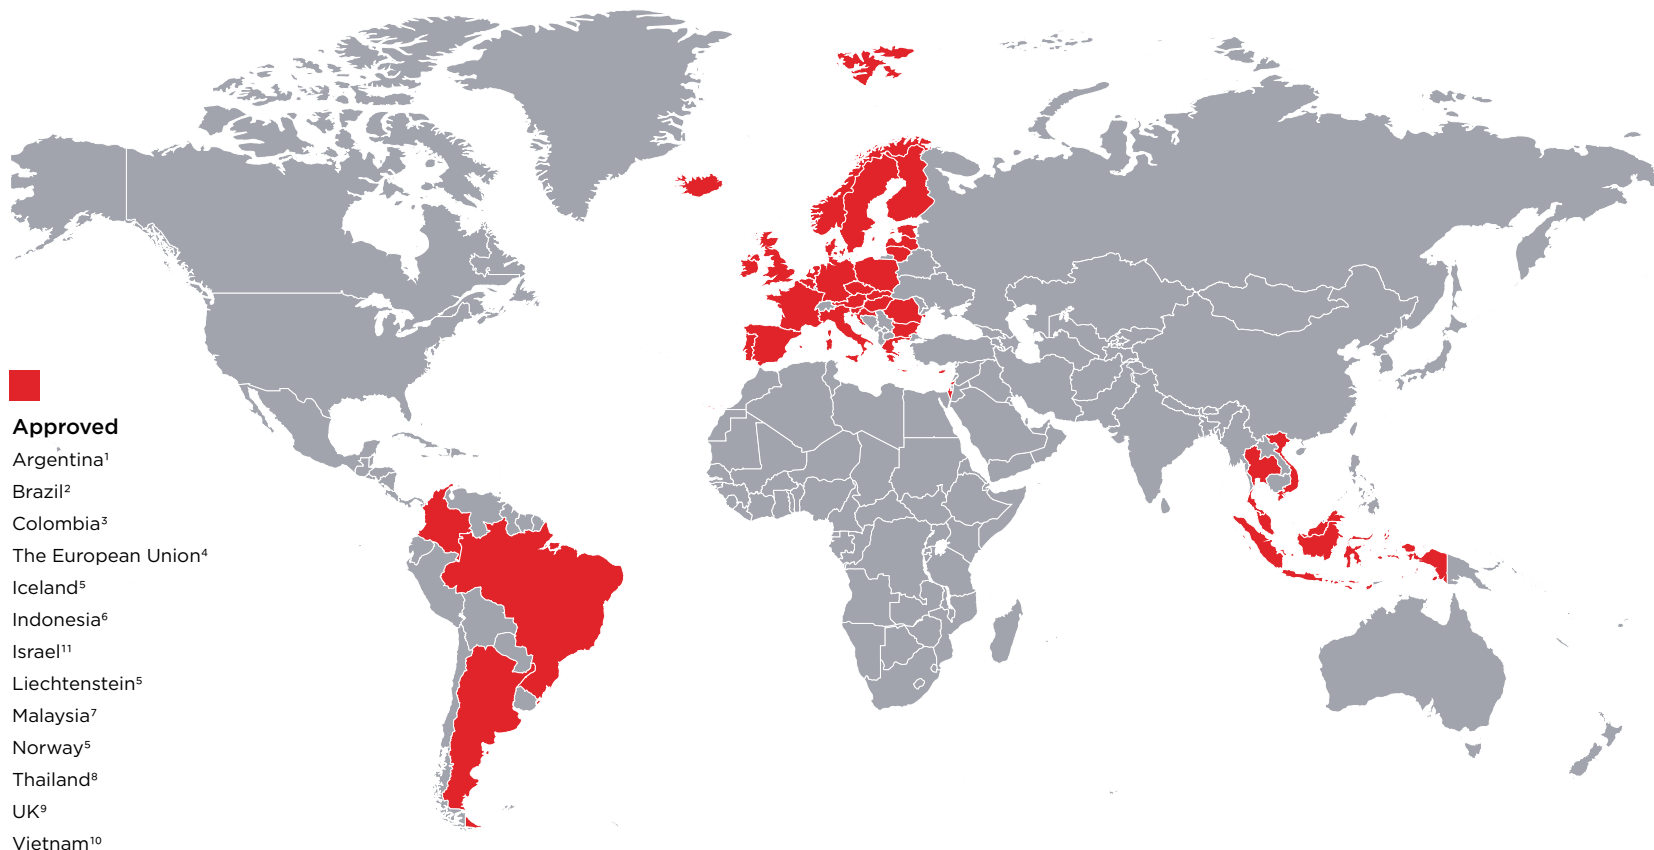 Approved
Argentina¹
Brazil²
Colombia³
The European Union⁴
Iceland⁵
Indonesia⁶
Israel¹¹
Liechtenstein⁵
Malaysia⁷
Norway⁵
Thailand⁸
UK⁹
Vietnam¹⁰